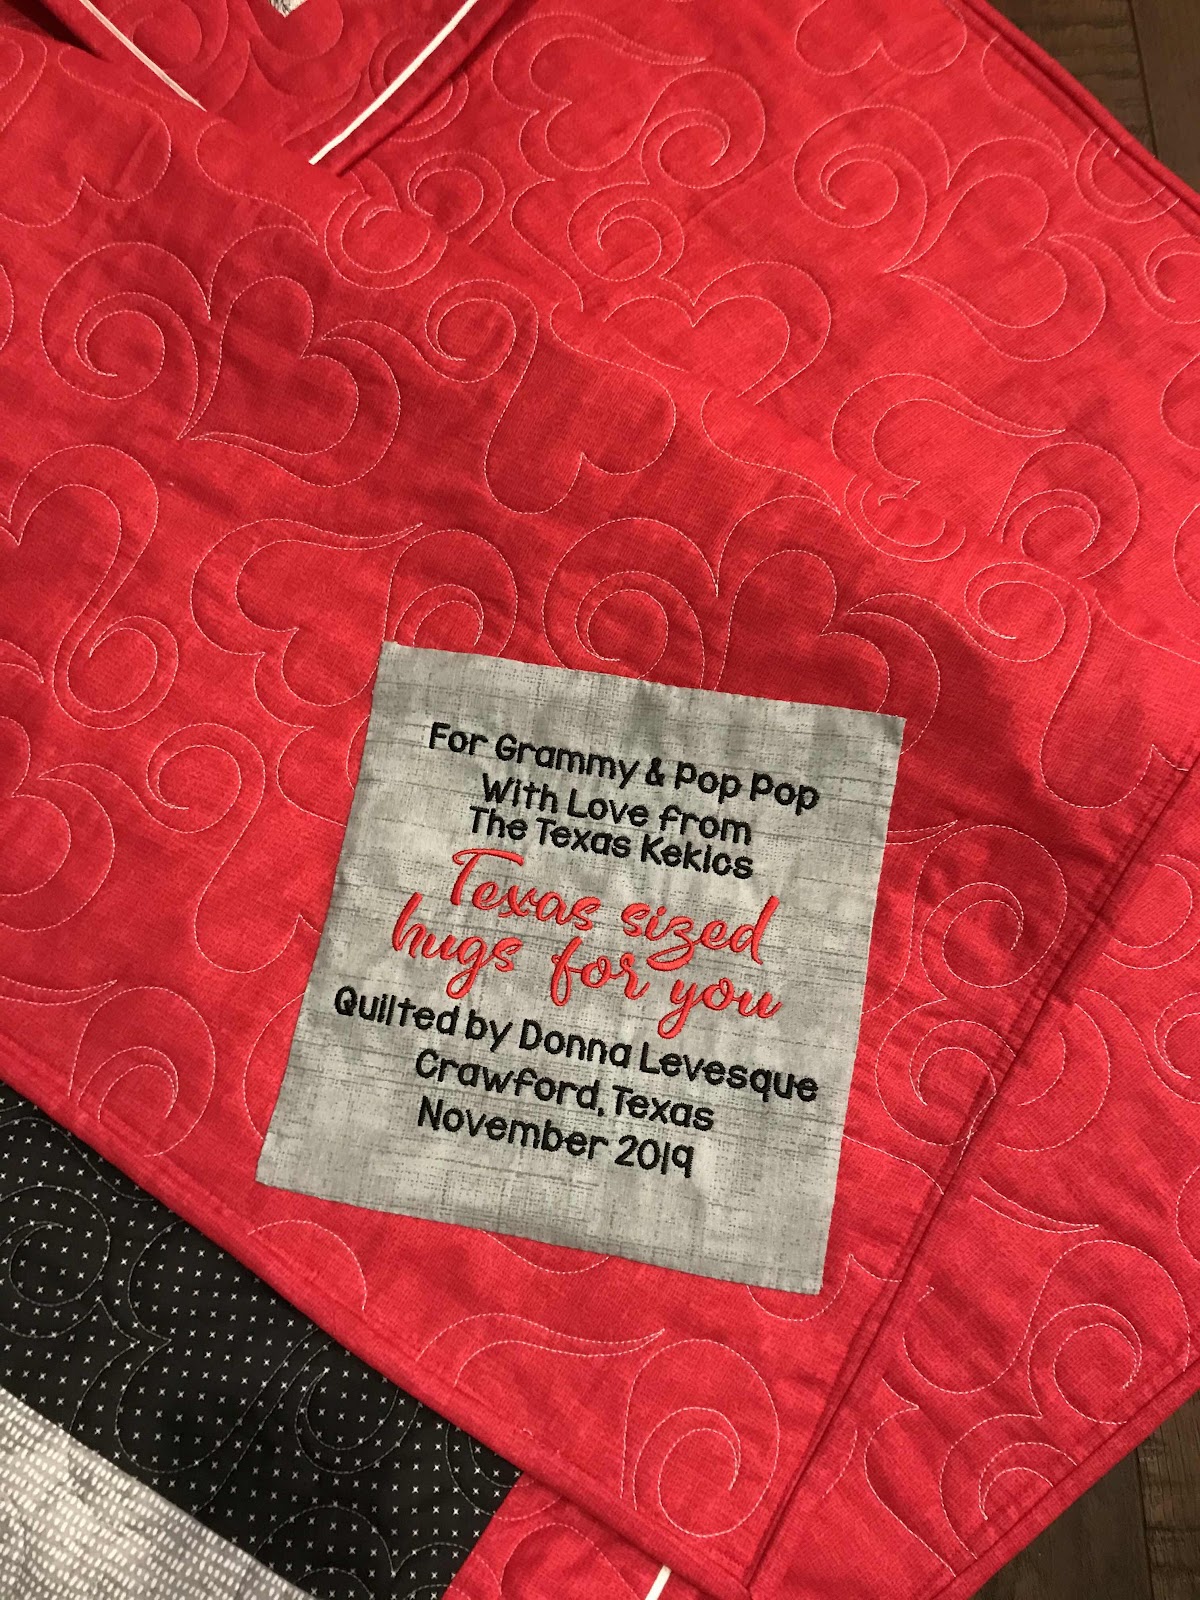 For Grammy & Pop Pop
With Love from
The Texas Kekics
Texas sized
hugs for you
Quilted by Donna Levesque
Crawford, Texas
November 2019